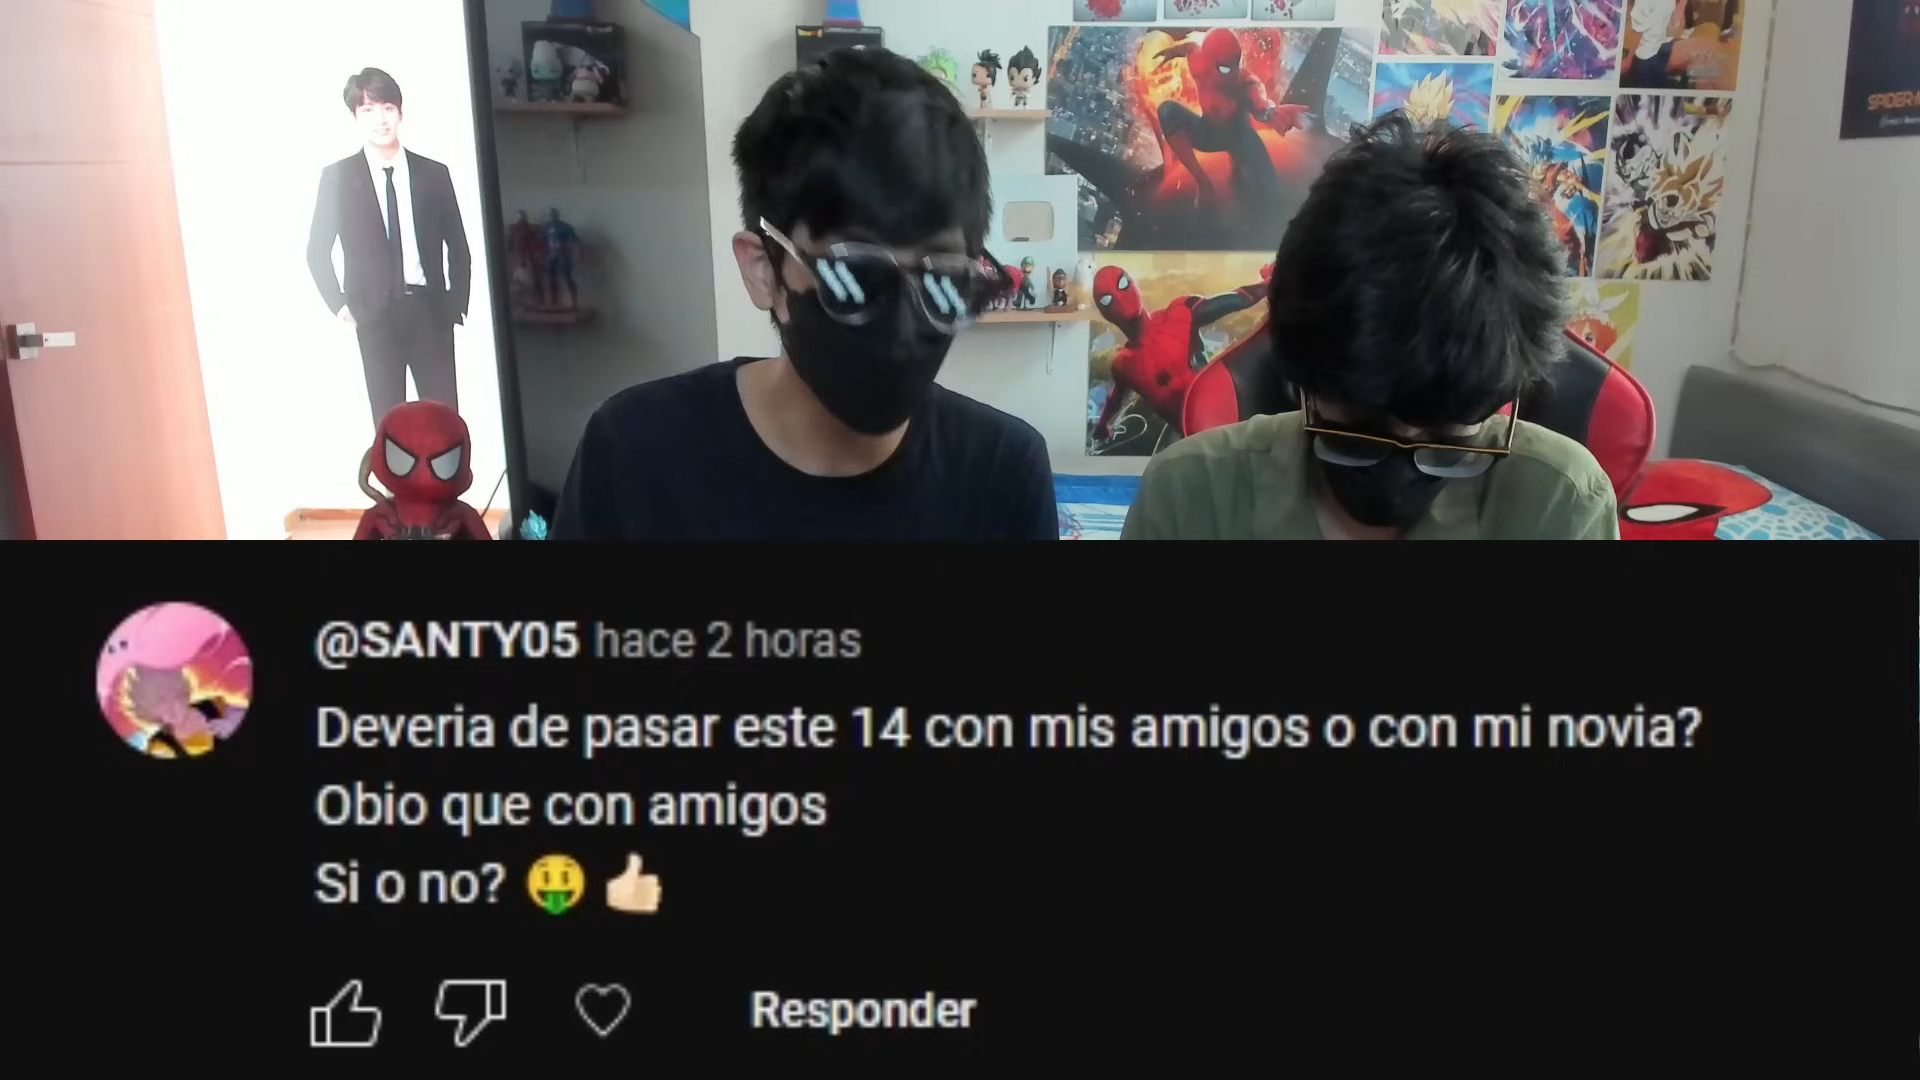 SPIDER-M
@SANTY05 hace 2 horas
Deveria de pasar este 14 con mis amigos o con mi novia?
Obio que con amigos
Si o no? 🤑 👍🏻
Responder